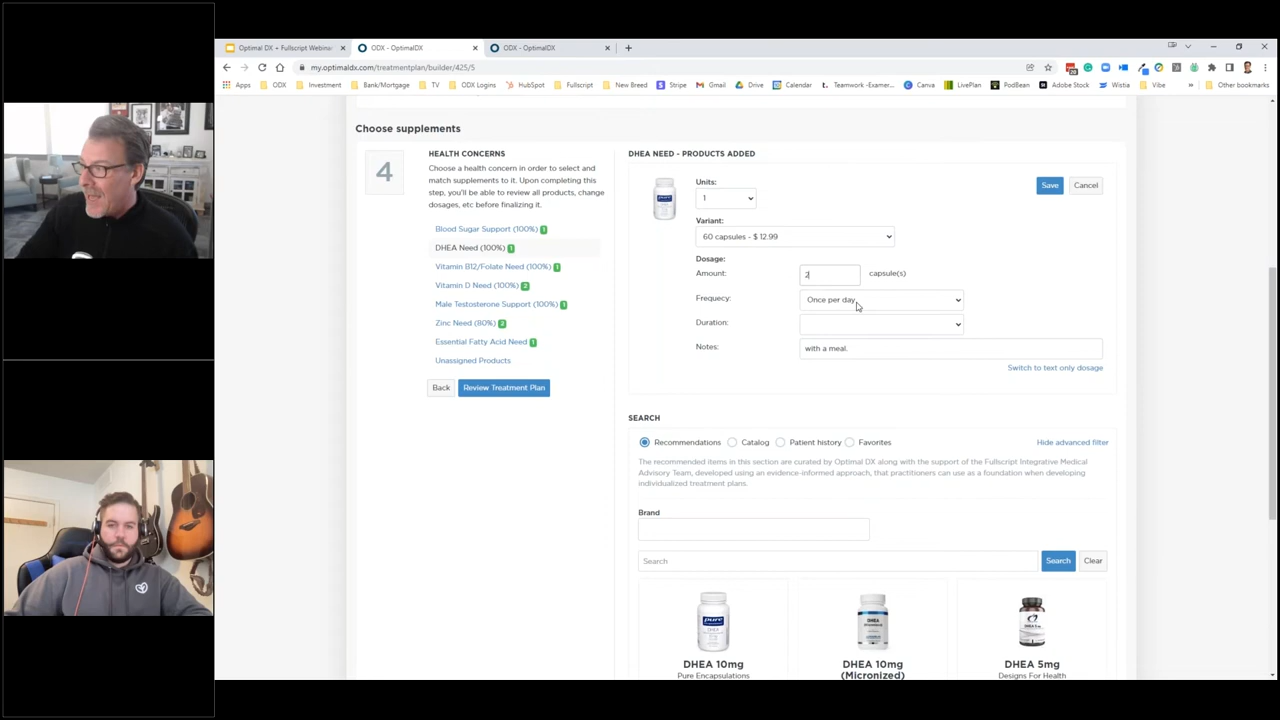 Optimal DX + Fullscript Webina
ODX - OptimalDX
ODX - OptimalDX
my.optimaldx.com/treatmentplan/builder/425/5
Apps
ODX
Investment
Bank/Mortgage
TV
ODX Logins
HubSpot
Fullscript
New Breed
Stripe
Gmail
Drive
Calendar
Teamwork -Examer...
Canva
LivePlan
PodBean
Adobe Stock
Wistia
Vibe
Other bookmarks
Choose supplements
4
HEALTH CONCERNS
Choose a health concern in order to select and
match supplements to it. Upon completing this
step, you'll be able to review all products, change
dosages, etc before finalizing it.
Blood Sugar Support (100%) 1
DHEA Need (100%) 1
Vitamin B12/Folate Need (100%) 1
Vitamin D Need (100%) 2
Male Testosterone Support (100%) 1
Zinc Need (80%) 2
Essential Fatty Acid Need 1
Unassigned Products
Back
Review Treatment Plan
DHEA NEED - PRODUCTS ADDED
Units:
1
Save
Cancel
Variant:
60 capsules - $ 12.99
Dosage:
Amount:
2
capsule(s)
Frequecy:
Once per day
Duration:
Notes:
with a meal.
Switch to text only dosage
SEARCH
Recommendations
Catalog
Patient history
Favorites
Hide advanced filter
The recommended items in this section are curated by Optimal DX along with the support of the Fullscript Integrative Medical
Advisory Team, developed using an evidence-informed approach, that practitioners can use as a foundation when developing
individualized treatment plans.
Brand
Search
Search
Clear
pure
DHEA
DHEA
DHEA 5mg
DHEA 10mg
Pure Encapsulations
DHEA 10mg
(Micronized)
DHEA 5mg
Designs For Health